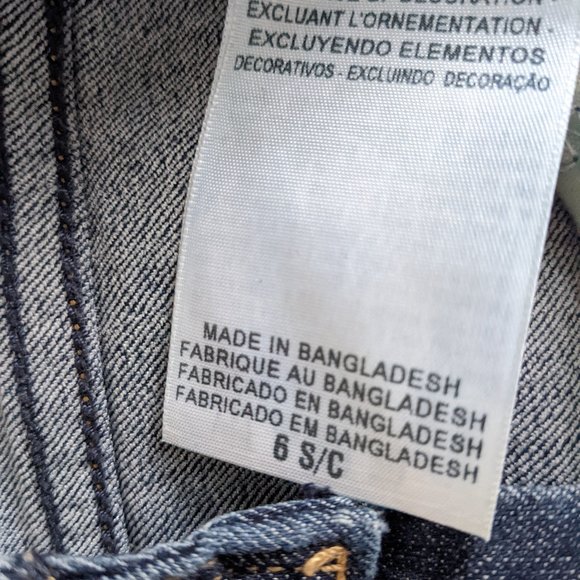 DECORATION -
EXCLUANT L'ORNEMENTATION -
EXCLUYENDO ELEMENTOS
DECORATIVOS - EXCLUINDO DECORAÇÃO
MADE IN BANGLADESH
FABRIQUE AU BANGLADESH
FABRICADO EN BANGLADESH
FABRICADO EM BANGLADESH
6 S/C